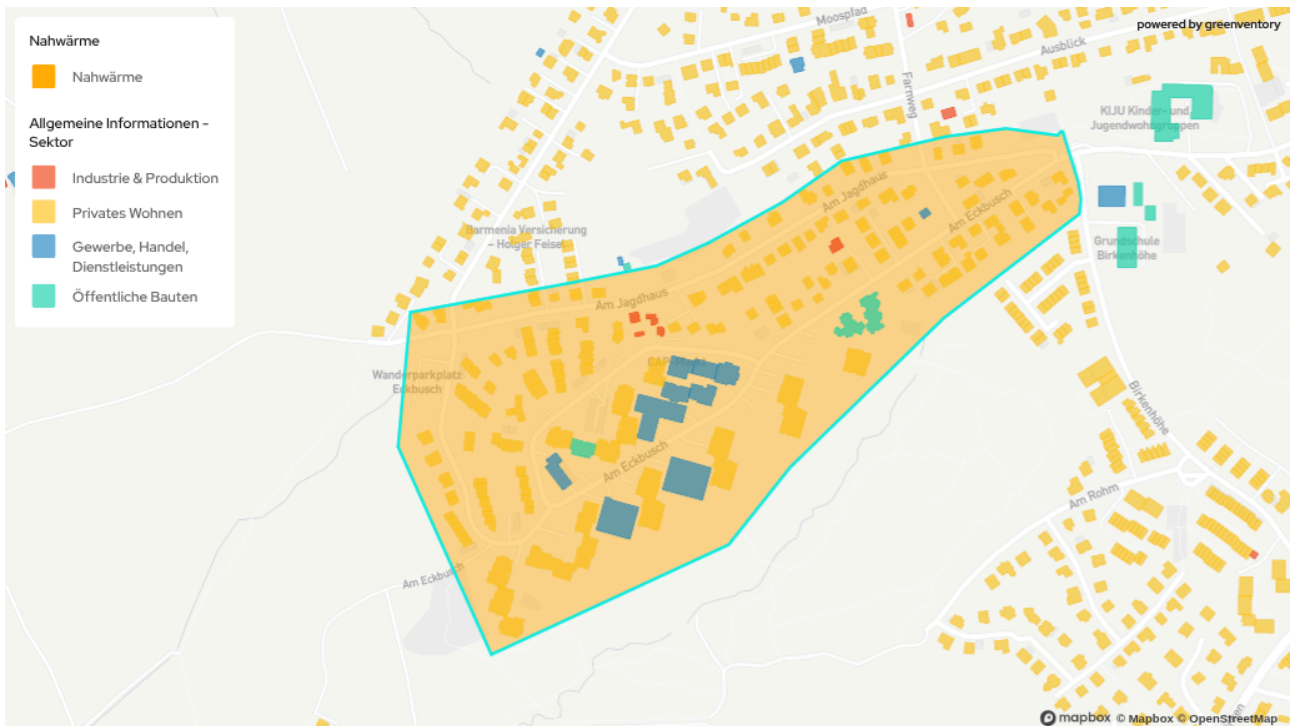 Nahwärme
Nahwärme
Allgemeine Informationen -
Sektor
Industrie & Produktion
Privates Wohnen
Gewerbe, Handel,
Dienstleistungen
Öffentliche Bauten
powered by greenventory
Moospfad
Ausblick
Farnweg
KIJU Kinder- und
Jugendwohngruppen
Am Jagdhaus
Am Eckbusch
Barmenia Versicherung
- Holger Feisel
Grundschule
Birkenhöhe
Am Jagdhaus
CAP-Markt
Wanderparkplatz
Eckbusch
Birkenhöhe
Am Eckbusch
Am Rohm
Am Eckbusch
mapbox © Mapbox © OpenStreetMap